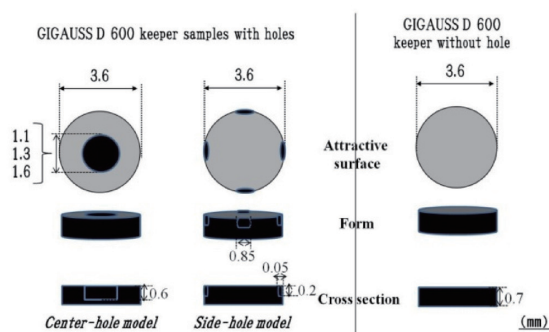 GIGAUSS D 600 keeper samples with holes
GIGAUSS D 600
keeper without hole
3.6
3.6
3.6
1.1
1.3
1.6
Attractive
surface
Form
0.85
0.05
0.6
0.2
Cross section
0.7
Center-hole model
Side-hole model
(mm)